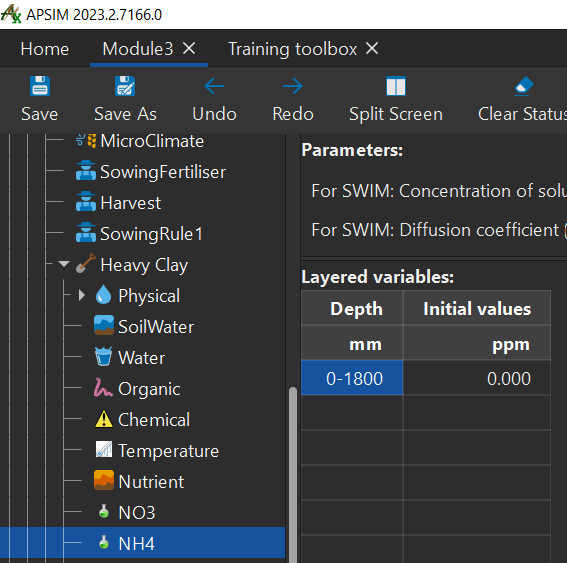 APSIM 2023.2.7166.0
Home Module3 Training toolbox
Save Save As Undo Redo Split Screen Clear Status
MicroClimate
SowingFertiliser
Harvest
SowingRule1
Heavy Clay
Physical
SoilWater
Water
Organic
Chemical
Temperature
Nutrient
NO3
NH4
Parameters:
For SWIM: Concentration of solu
For SWIM: Diffusion coefficient (
Layered variables:
Depth Initial values
mm ppm
0-1800 0.000